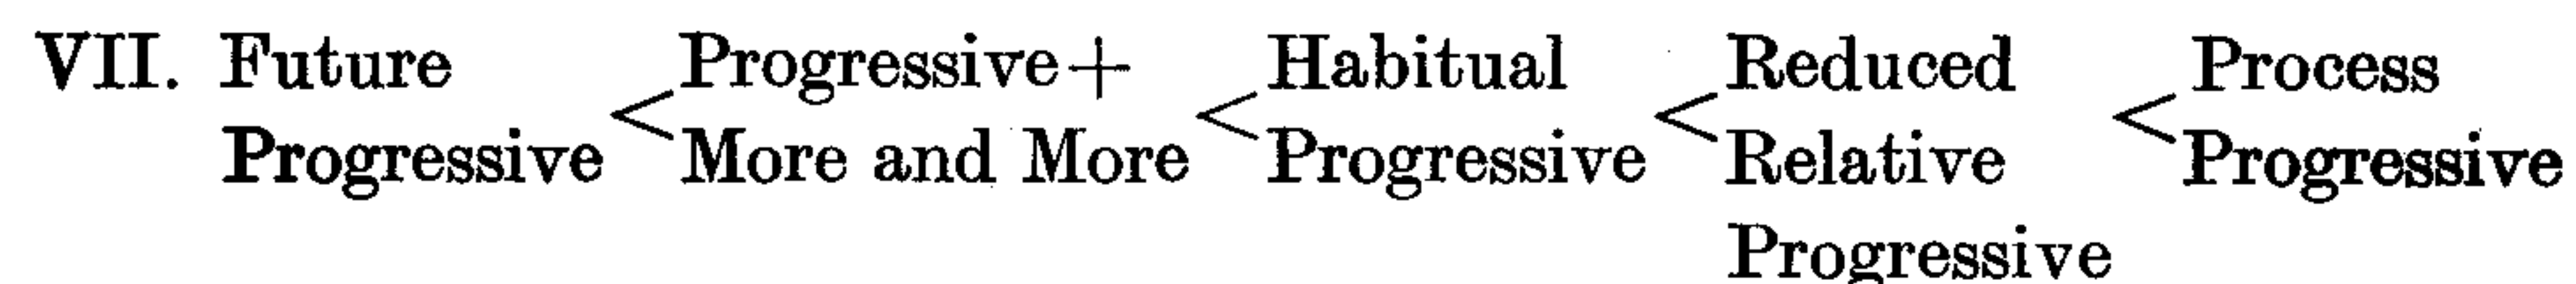 VII. Future Progressive+ Habitual Reduced Process
Progressive < More and More < Progressive < Relative < Progressive
Progressive